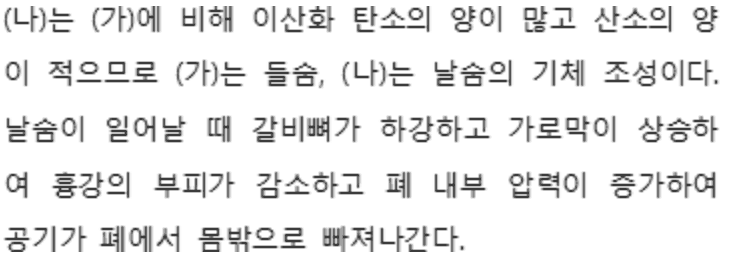 (나)는 (가)에 비해 이산화 탄소의 양이 많고 산소의 양
이 적으므로 (가)는 들숨, (나)는 날숨의 기체 조성이다.
날숨이 일어날 때 갈비뼈가 하강하고 가로막이 상승하
여 흉강의 부피가 감소하고 폐 내부 압력이 증가하여
공기가 폐에서 몸밖으로 빠져나간다.